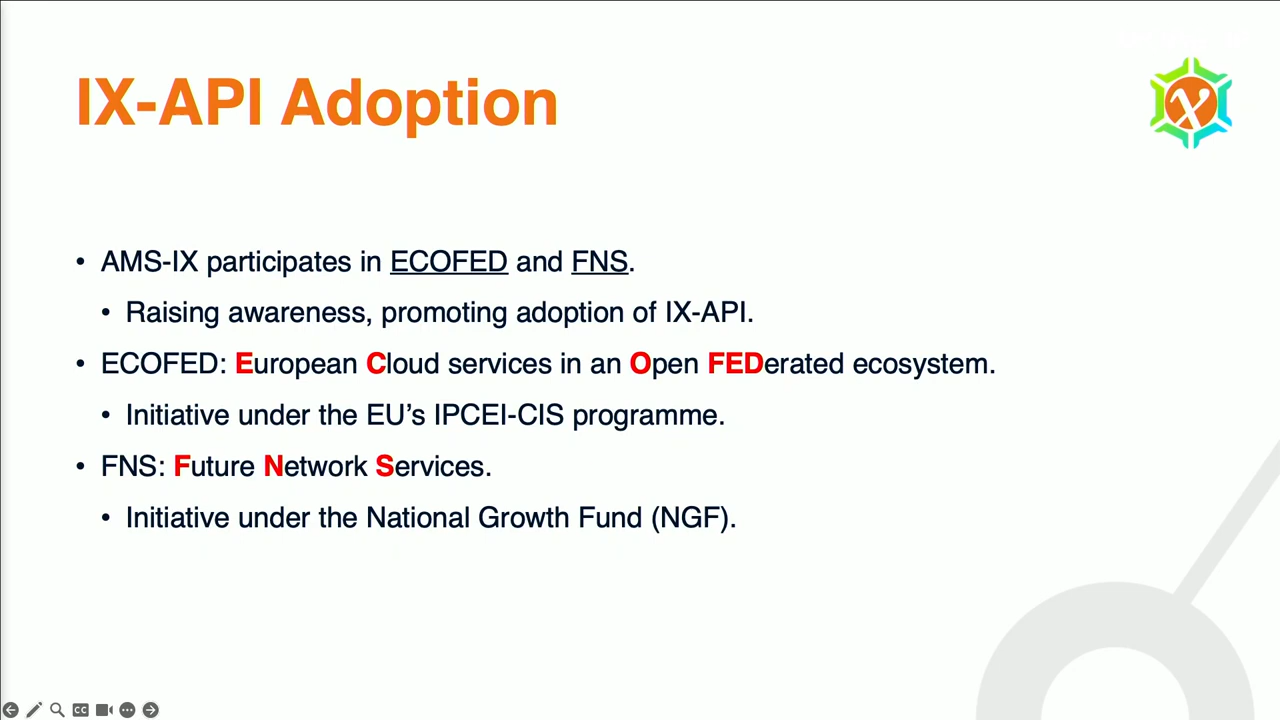 IX-API Adoption
• AMS-IX participates in ECOFED and FNS.
• Raising awareness, promoting adoption of IX-API.
• ECOFED: European Cloud services in an Open FEDerated ecosystem.
• Initiative under the EU’s IPCEI-CIS programme.
• FNS: Future Network Services.
• Initiative under the National Growth Fund (NGF).
CC